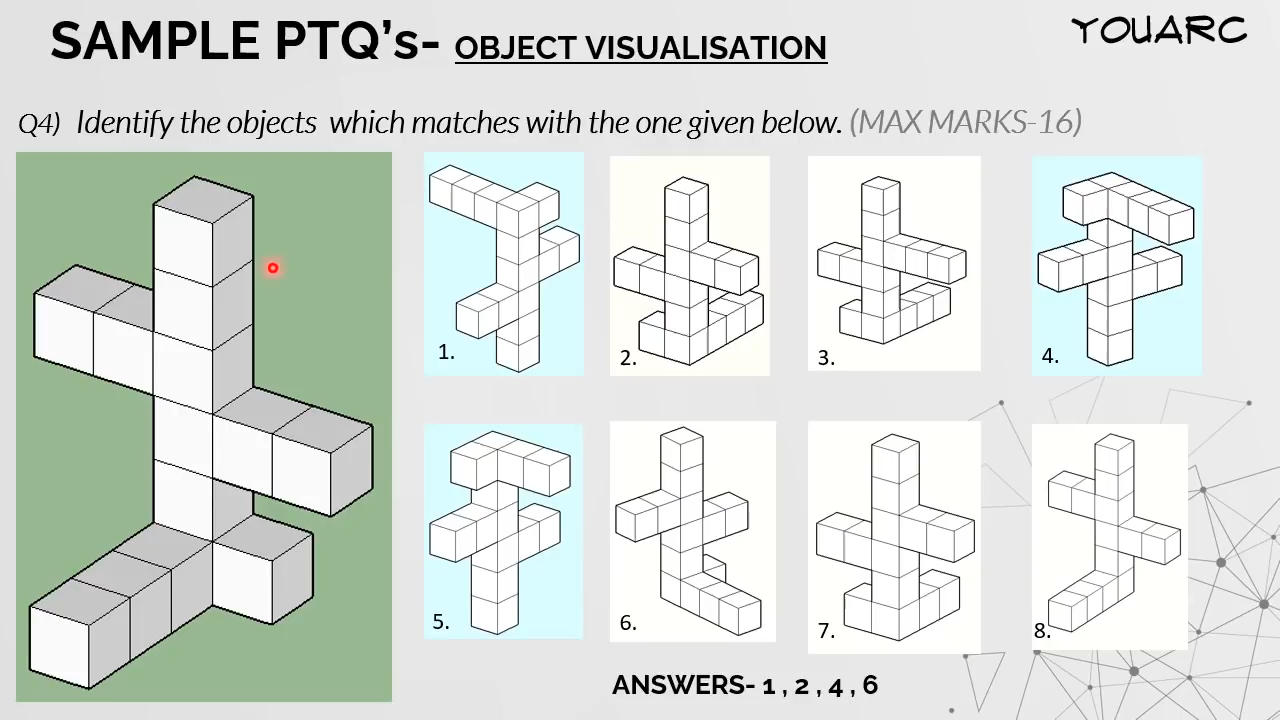 SAMPLE PTQ's- OBJECT VISUALISATION
YOUARC
Q4) Identify the objects which matches with the one given below. (MAX MARKS-16)
1.
2.
3.
4.
5.
6.
7.
8.
ANSWERS- 1 , 2 , 4 , 6